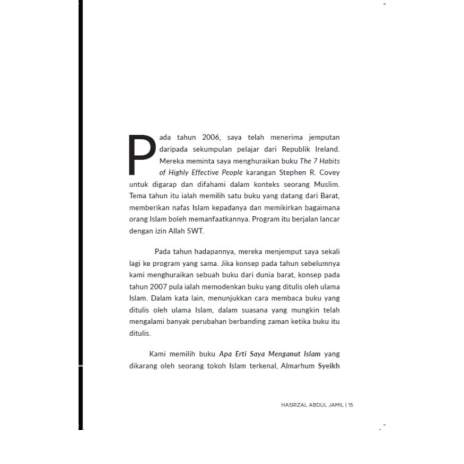 Pada tahun 2006, saya telah menerima jemputan
daripada sekumpulan pelajar dari Republik Ireland.
Mereka meminta saya menghuraikan buku The 7 Habits
of Highly Effective People karangan Stephen R. Covey
untuk digarap dan difahami dalam konteks seorang Muslim.
Tema tahun itu ialah memilih satu buku yang datang dari Barat,
memberikan nafas Islam kepadanya dan memikirkan bagaimana
orang Islam boleh memanfaatkannya. Program itu berjalan lancar
dengan izin Allah SWT.
Pada tahun hadapannya, mereka menjemput saya sekali
lagi ke program yang sama. Jika konsep pada tahun sebelumnya
kami menghuraikan sebuah buku dari dunia barat, konsep pada
tahun 2007 pula ialah memodenkan buku yang ditulis oleh ulama
Islam. Dalam kata lain, menunjukkan cara membaca buku yang
ditulis oleh ulama Islam, dalam suasana yang mungkin telah
mengalami banyak perubahan berbanding zaman ketika buku itu
ditulis.
Kami memilih buku Apa Erti Saya Menganut Islam yang
dikarang oleh seorang tokoh Islam terkenal, Almarhum Syeikh
HASRIZAL ABDUL JAMIL | 15